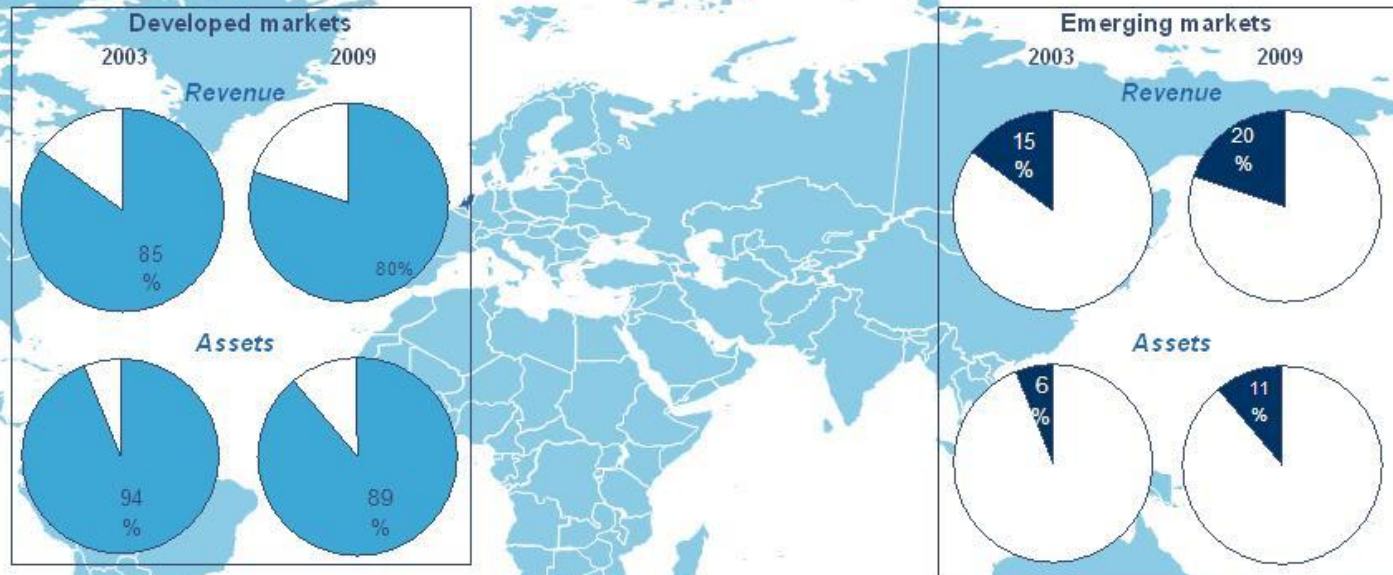 Developed markets
2003 2009
Revenue
85
%
80%
Assets
94
%
89
%
Emerging markets
2003 2009
Revenue
15
%
20
%
Assets
6
%
11
%